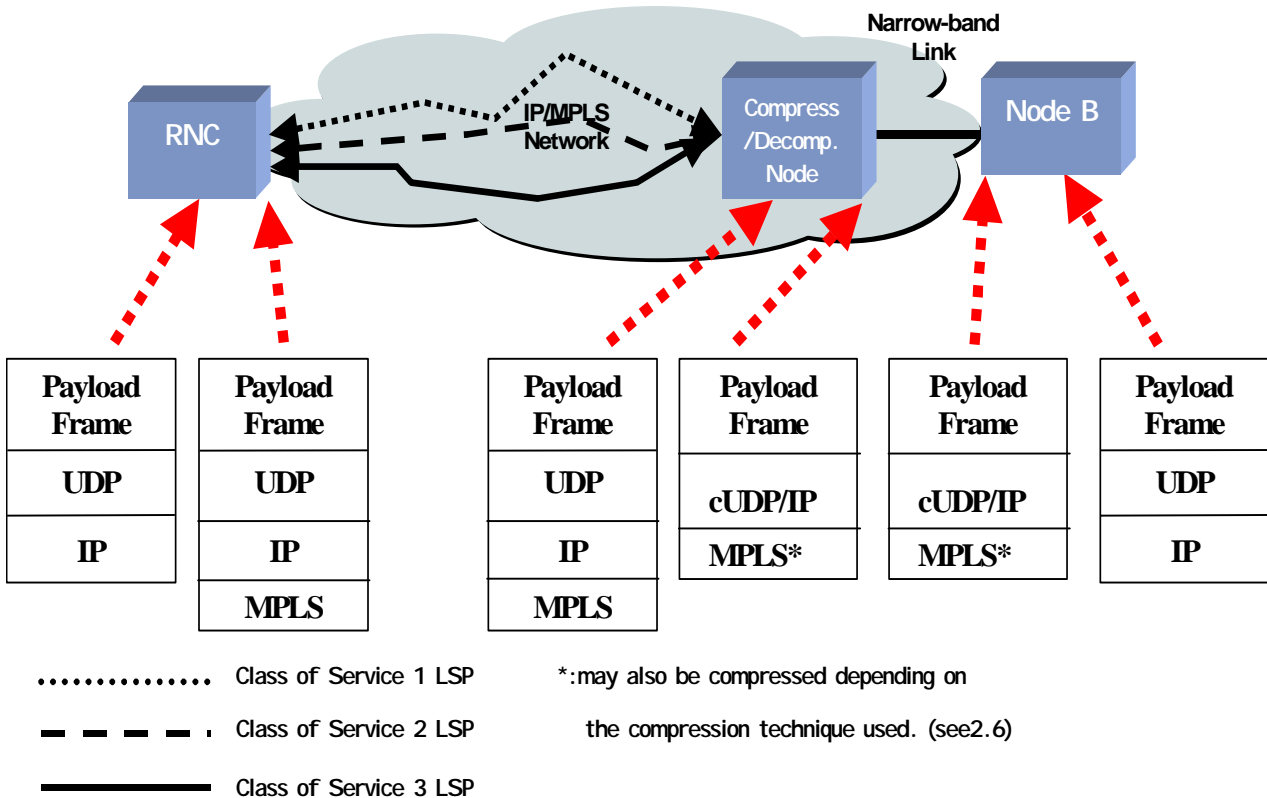 Narrow-band
Link
RNC
IP/MPLS
Network
Compress
/Decomp.
Node
Node B
Payload
Frame
UDP
IP
Payload
Frame
UDP
IP
MPLS
Payload
Frame
UDP
IP
MPLS
Payload
Frame
cUDP/IP
MPLS*
Payload
Frame
cUDP/IP
MPLS*
Payload
Frame
UDP
IP
Class of Service 1 LSP
Class of Service 2 LSP
Class of Service 3 LSP
*:may also be compressed depending on
the compression technique used. (see2.6)